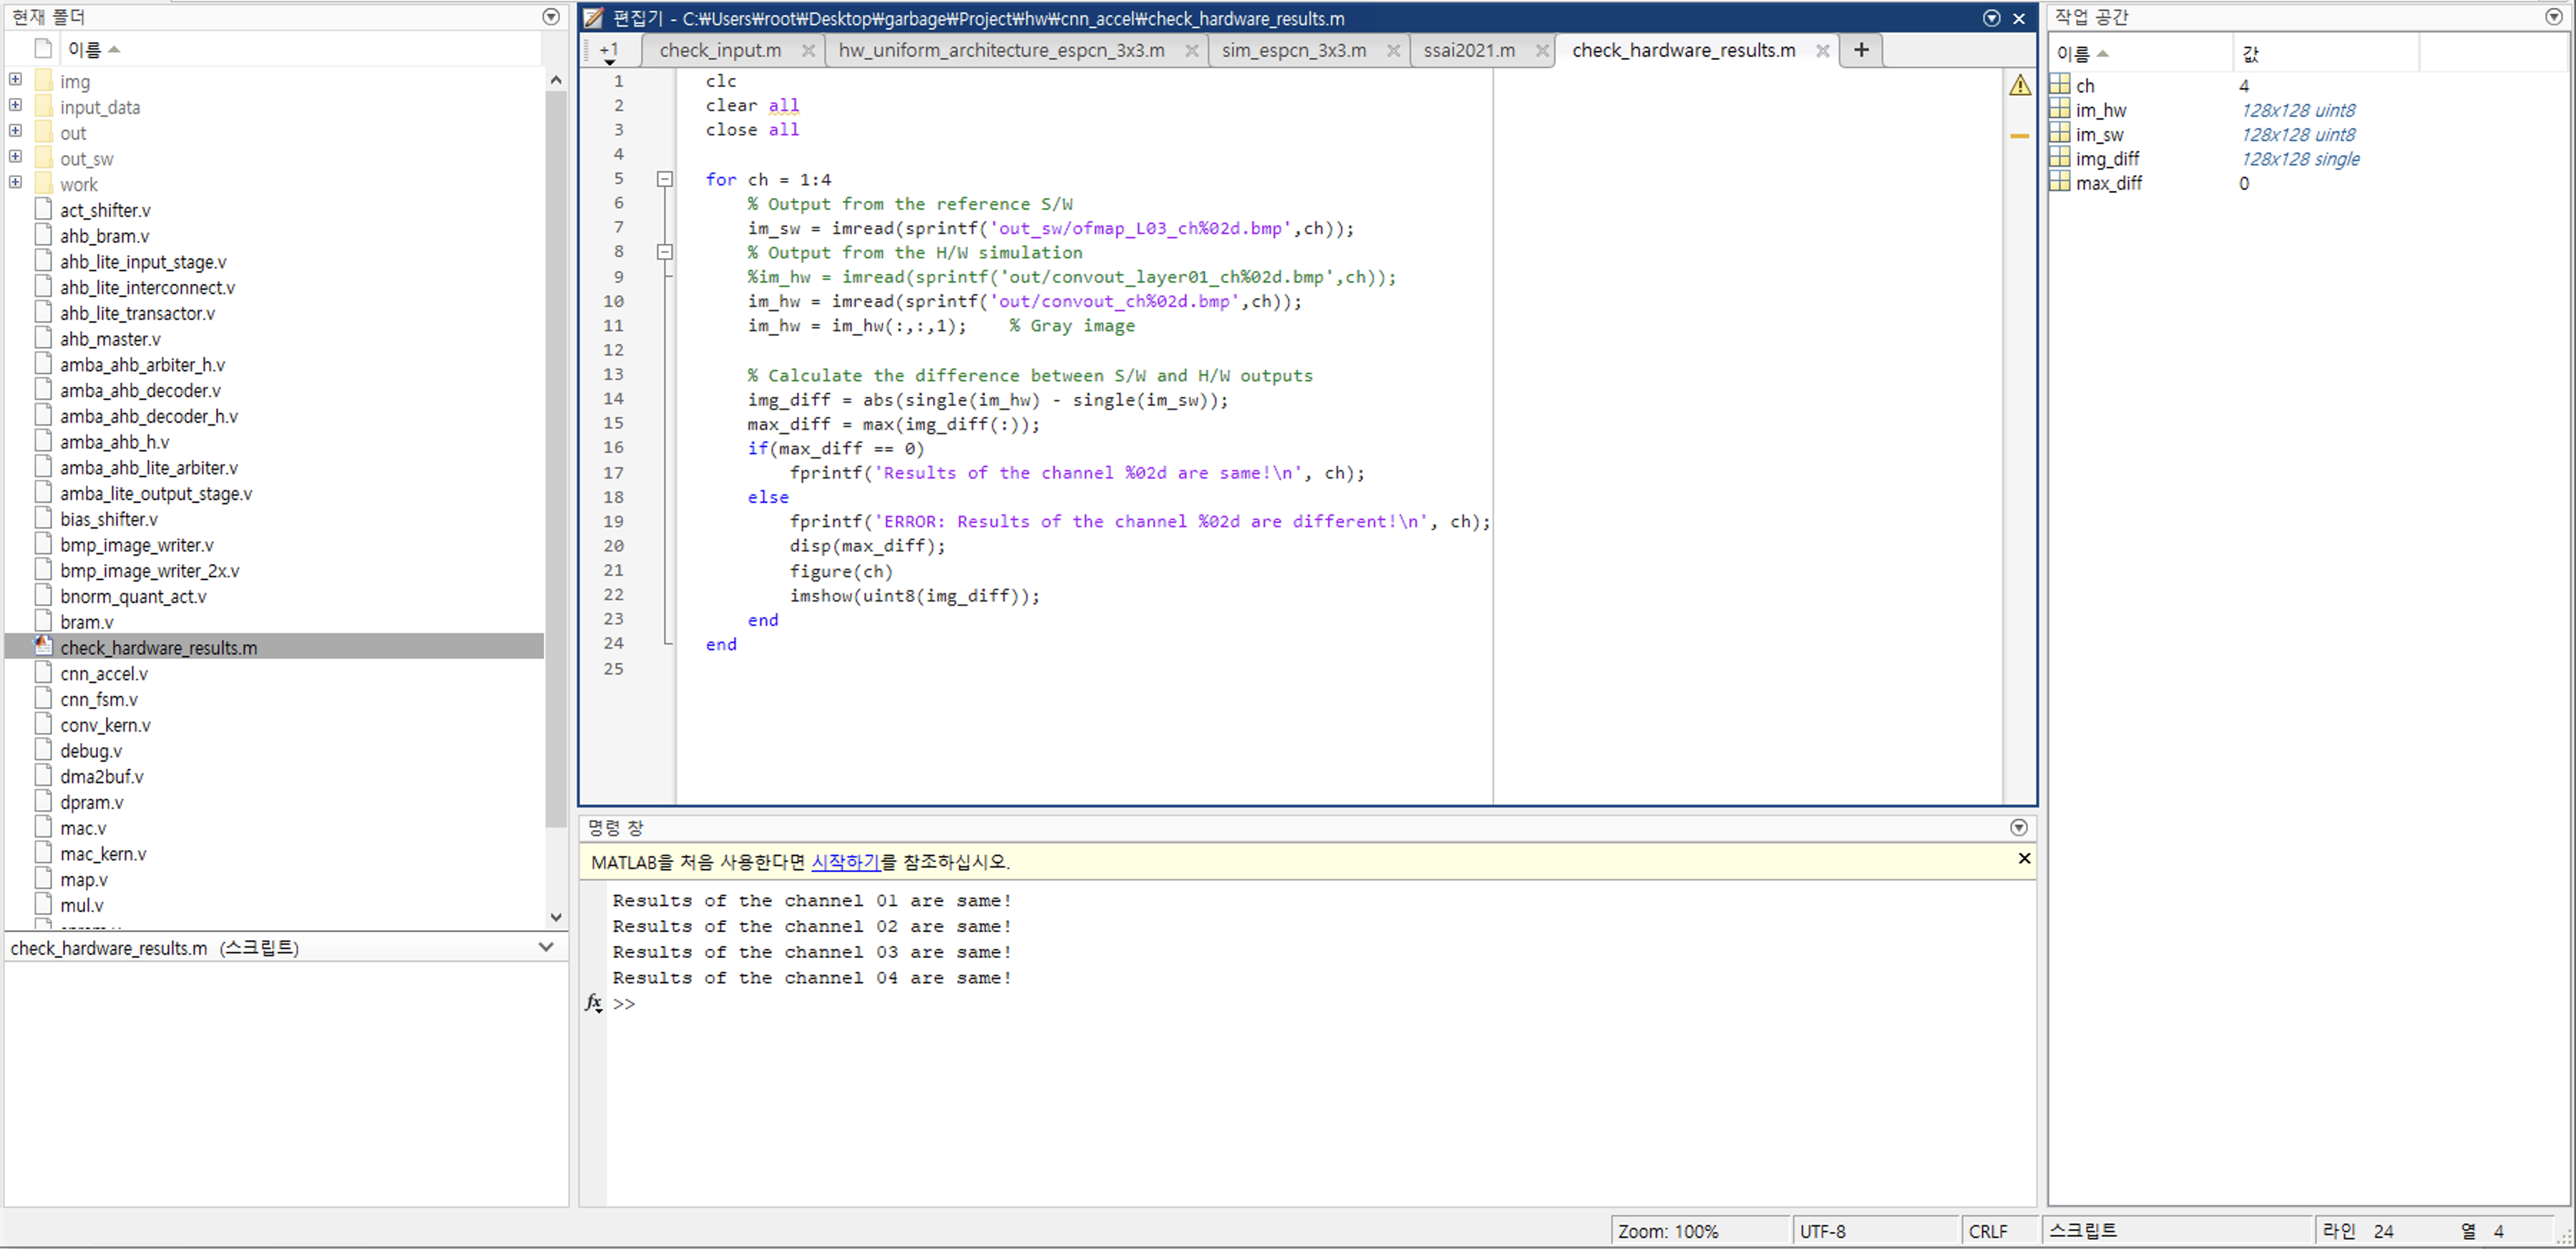 현재 폴더
이름
img
input_data
out
out_sw
work
act_shifter.v
ahb_bram.v
ahb_lite_input_stage.v
ahb_lite_interconnect.v
ahb_lite_transactor.v
ahb_master.v
amba_ahb_arbiter_h.v
amba_ahb_decoder.v
amba_ahb_decoder_h.v
amba_ahb_h.v
amba_ahb_lite_arbiter.v
amba_lite_output_stage.v
bias_shifter.v
bmp_image_writer.v
bmp_image_writer_2x.v
bnorm_quant_act.v
bram.v
check_hardware_results.m
cnn_accel.v
cnn_fsm.v
conv_kern.v
debug.v
dma2buf.v
dpram.v
mac.v
mac_kern.v
map.v
mul.v
check_hardware_results.m (스크립트)
편집기 - C:₩Users₩root₩Desktop₩garbage₩Project₩hw₩cnn_accel₩check_hardware_results.m
+1 check_input.m hw_uniform_architecture_espcn_3x3.m sim_espcn_3x3.m ssai2021.m check_hardware_results.m +
1 clc
2 clear all
3 close all
4
5 for ch = 1:4
6 % Output from the reference S/W
7 im_sw = imread(sprintf('out_sw/ofmap_L03_ch%02d.bmp',ch));
8 % Output from the H/W simulation
9 %im_hw = imread(sprintf('out/convout_layer01_ch%02d.bmp',ch));
10 im_hw = imread(sprintf('out/convout_ch%02d.bmp',ch));
11 im_hw = im_hw(:,:,1); % Gray image
12
13 % Calculate the difference between S/W and H/W outputs
14 img_diff = abs(single(im_hw) - single(im_sw));
15 max_diff = max(img_diff(:));
16 if(max_diff == 0)
17 fprintf('Results of the channel %02d are same!\n', ch);
18 else
19 fprintf('ERROR: Results of the channel %02d are different!\n', ch);
20 disp(max_diff);
21 figure(ch)
22 imshow(uint8(img_diff));
23 end
24 end
25
명령 창
MATLAB을 처음 사용한다면 시작하기를 참조하십시오.
Results of the channel 01 are same!
Results of the channel 02 are same!
Results of the channel 03 are same!
Results of the channel 04 are same!
fx >>
작업 공간
이름 값
ch 4
im_hw 128x128 uint8
im_sw 128x128 uint8
img_diff 128x128 single
max_diff 0
Zoom: 100% UTF-8 CRLF 스크립트 라인 24 열 4